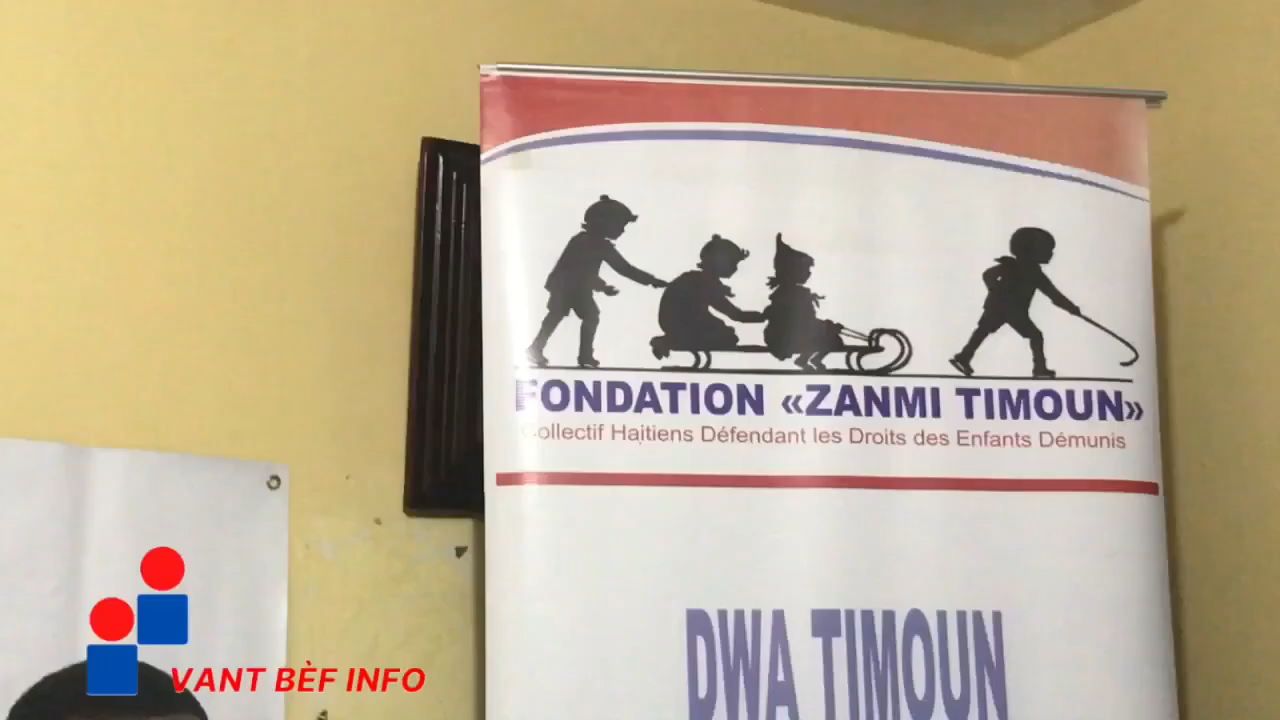 FONDATION «ZANMI TIMOUN»
Collectif Haïtiens Défendant les Droits des Enfants Démunis
DWA TIMOUN
VANT BÈF INFO